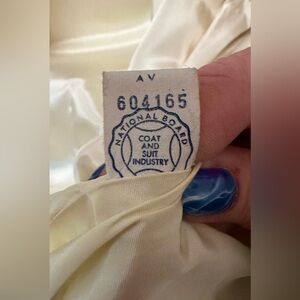 AV
604165
NATIONAL BOARD
COAT
AND
SUIT
INDUSTRY